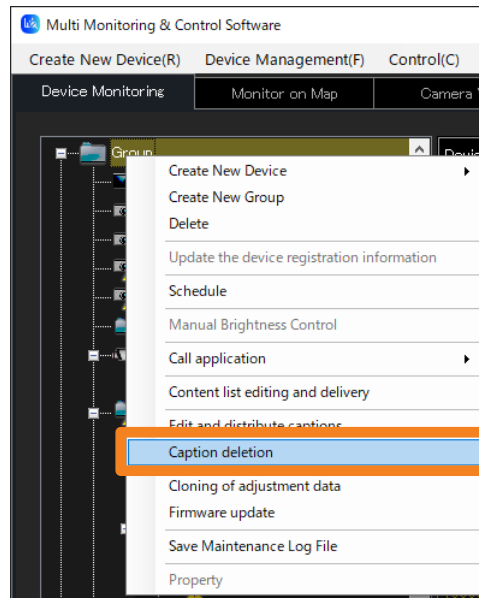 Multi Monitoring & Control Software
Create New Device(R) Device Management(F) Control(C)
Device Monitoring Monitor on Map Camera
Group
Create New Device
Create New Group
Delete
Update the device registration information
Schedule
Manual Brightness Control
Call application
Content list editing and delivery
Edit and distribute captions
Caption deletion
Cloning of adjustment data
Firmware update
Save Maintenance Log File
Property